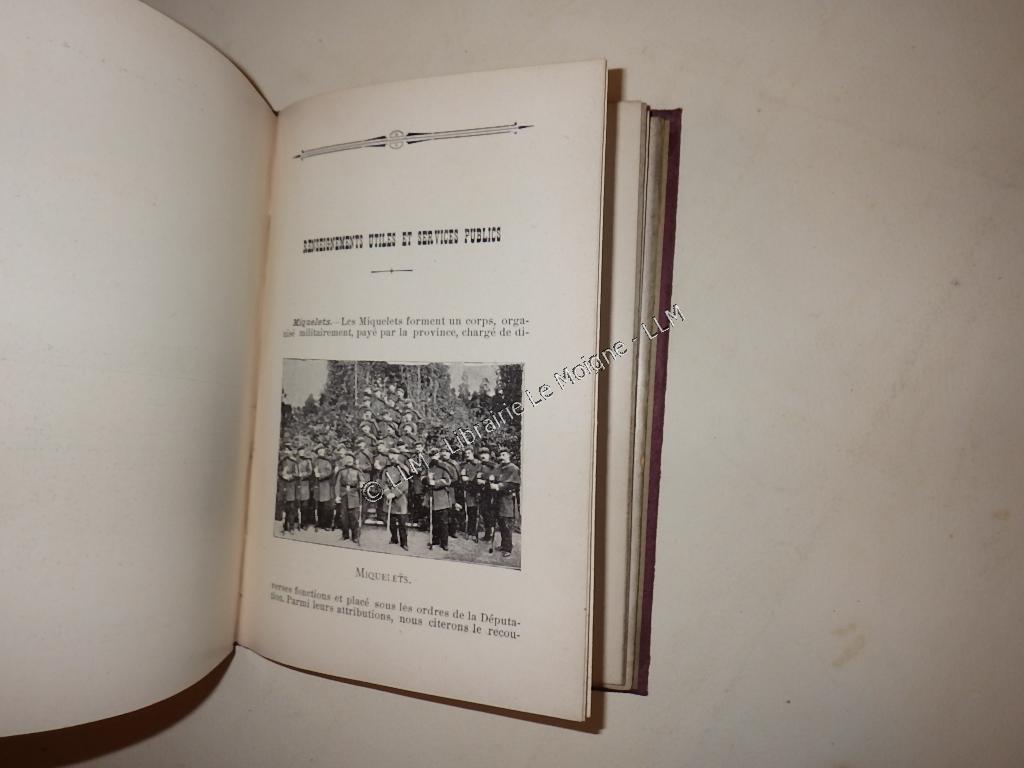 RENSEIGNEMENTS UTILES ET SERVICES PUBLICS
Miquelets.—Les Miquelets forment un corps, orga-
nisé militairement, payé par la province, chargé de di-
© LLM - Librairie Le Moigne - LLM
MIQUELETS.
verses fonctions et placé sous les ordres de la Députa-
tion. Parmi leurs attributions, nous citerons le recou-